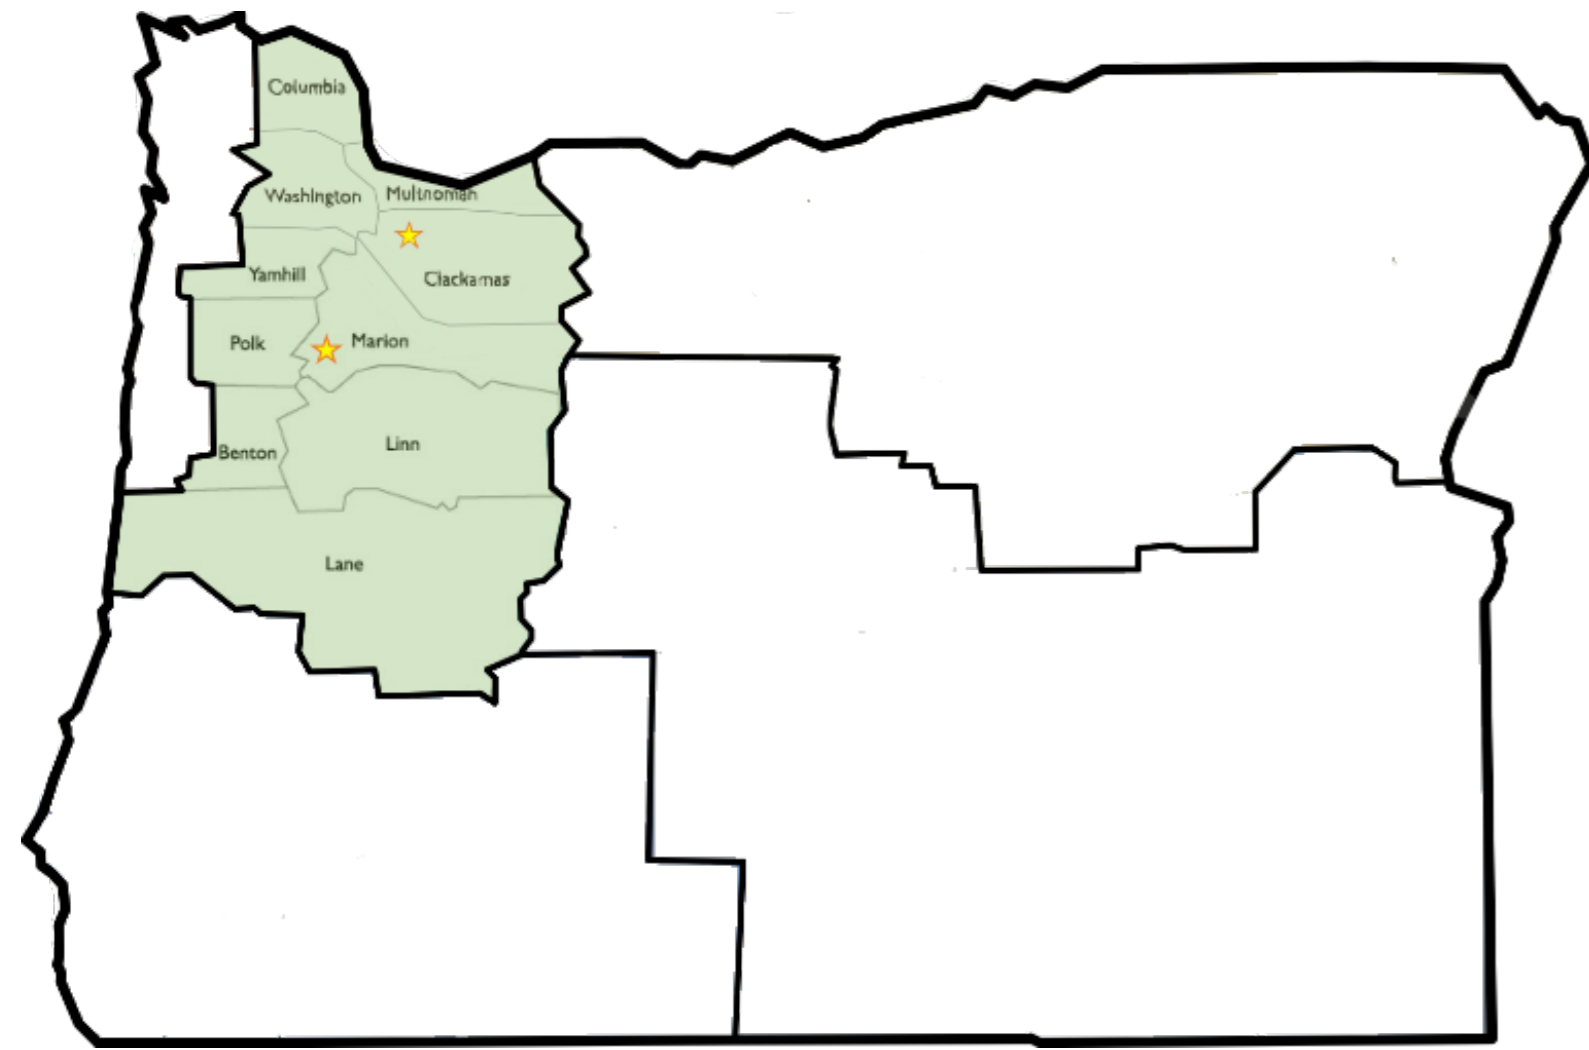 Columbia
Washington
Multnomah
Yamhill
Clackamas
Polk
Marion
Linn
Benton
Lane